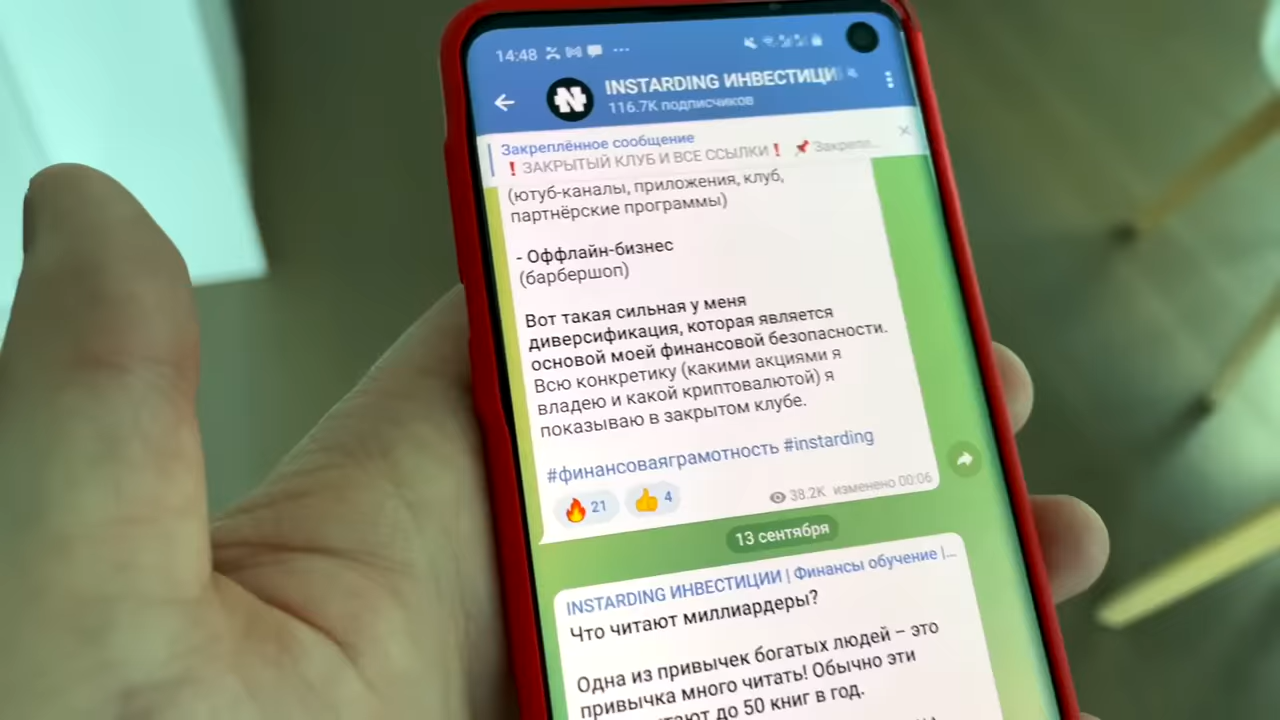 14:48
INSTARDING ИНВЕСТИЦИ
116.7K подписчиков
Закреплённое сообщение
❗ЗАКРЫТЫЙ КЛУБ И ВСЕ ССЫЛКИ❗ 📌Закрепл...
(ютуб-каналы, приложения, клуб,
партнёрские программы)
- Оффлайн-бизнес
(барбершоп)
Вот такая сильная у меня
диверсификация, которая является
основой моей финансовой безопасности.
Всю конкретику (какими акциями я
владею и какой криптовалютой) я
показываю в закрытом клубе.
#финансоваяграмотность #instarding
🔥 21 👍 4 38.2K изменено 00:06
13 сентября
INSTARDING ИНВЕСТИЦИИ | Финансы обучение |...
Что читают миллиардеры?
Одна из привычек богатых людей – это
привычка много читать! Обычно эти
до 50 книг в год.